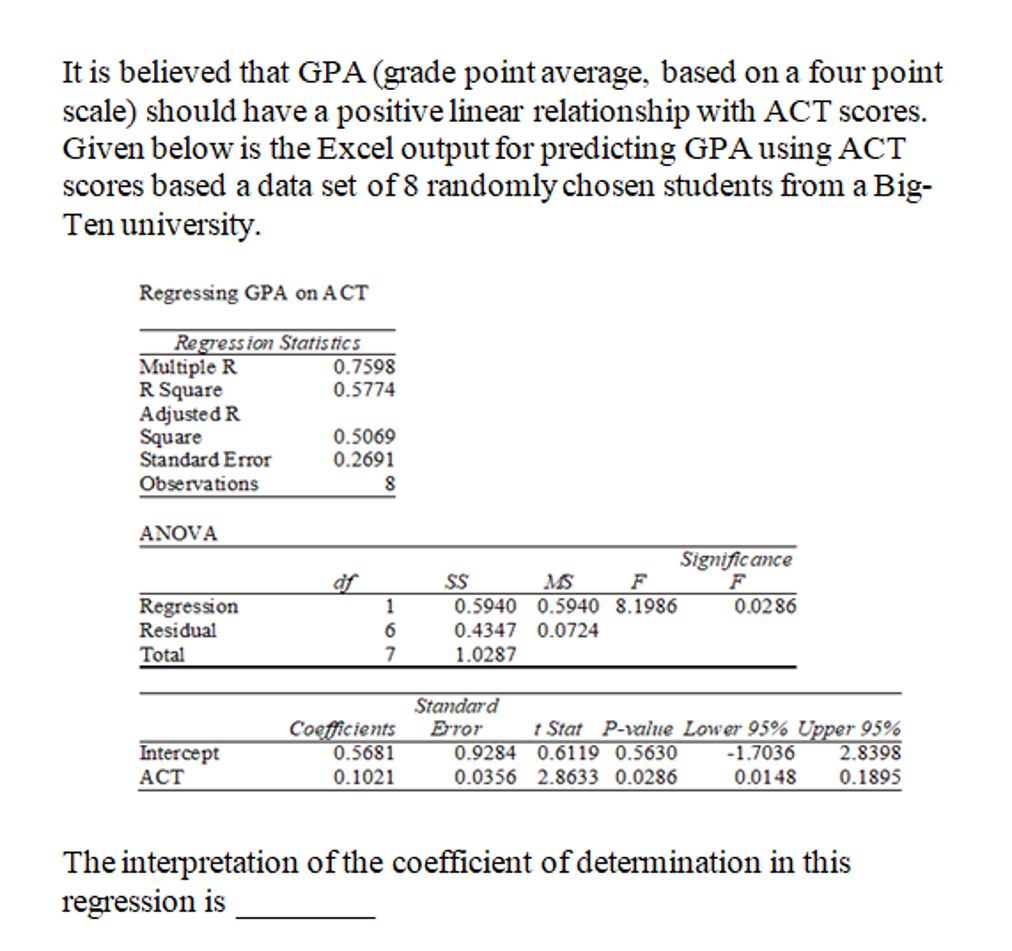 It is believed that GPA (grade point average, based on a four point
scale) should have a positive linear relationship with ACT scores.
Given below is the Excel output for predicting GPA using ACT
scores based a data set of 8 randomly chosen students from a Big-
Ten university.
Regressing GPA on ACT
Regression Statistics
Multiple R 0.7598
R Square 0.5774
Adjusted R
Square 0.5069
Standard Error 0.2691
Observations 8
ANOVA
Significance
df SS MS F F
Regression 1 0.5940 0.5940 8.1986 0.0286
Residual 6 0.4347 0.0724
Total 7 1.0287
Standard
Coefficients Error t Stat P-value Lower 95% Upper 95%
Intercept 0.5681 0.9284 0.6119 0.5630 -1.7036 2.8398
ACT 0.1021 0.0356 2.8633 0.0286 0.0148 0.1895
The interpretation of the coefficient of determination in this
regression is ________